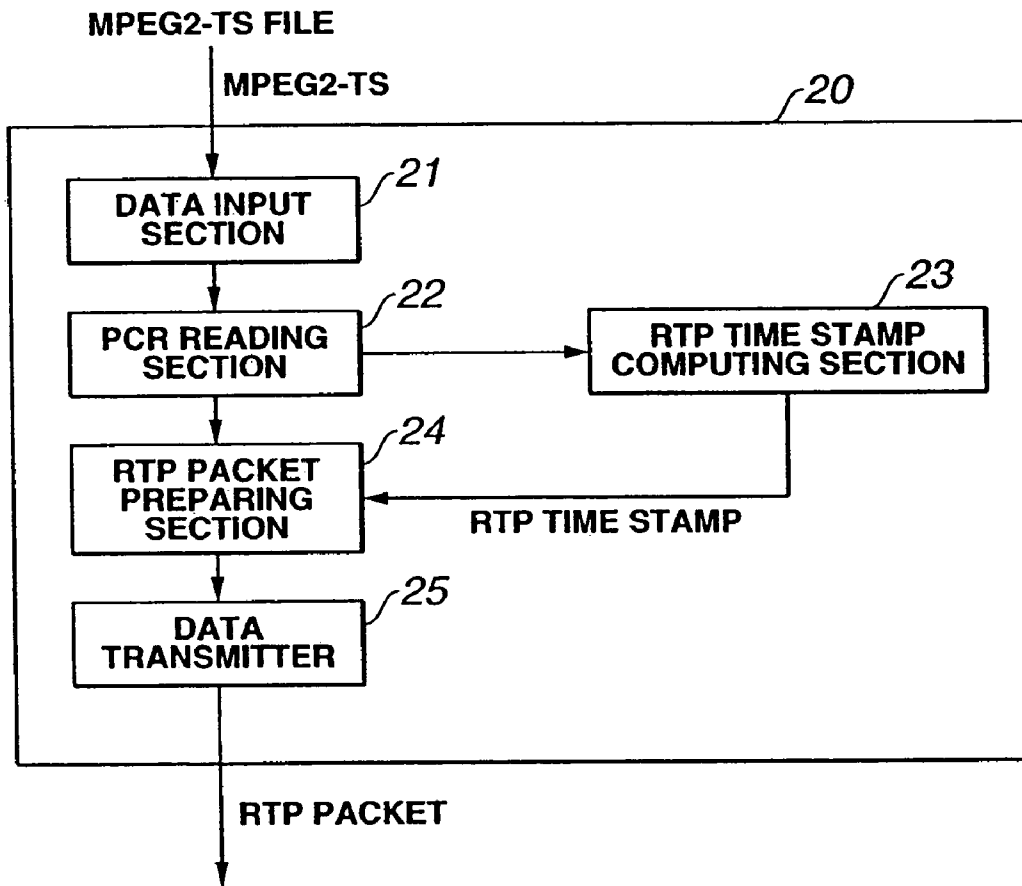 MPEG2-TS FILE
MPEG2-TS
20
21
DATA INPUT
SECTION
22
PCR READING
SECTION
23
RTP TIME STAMP
COMPUTING SECTION
24
RTP PACKET
PREPARING
SECTION
RTP TIME STAMP
25
DATA
TRANSMITTER
RTP PACKET